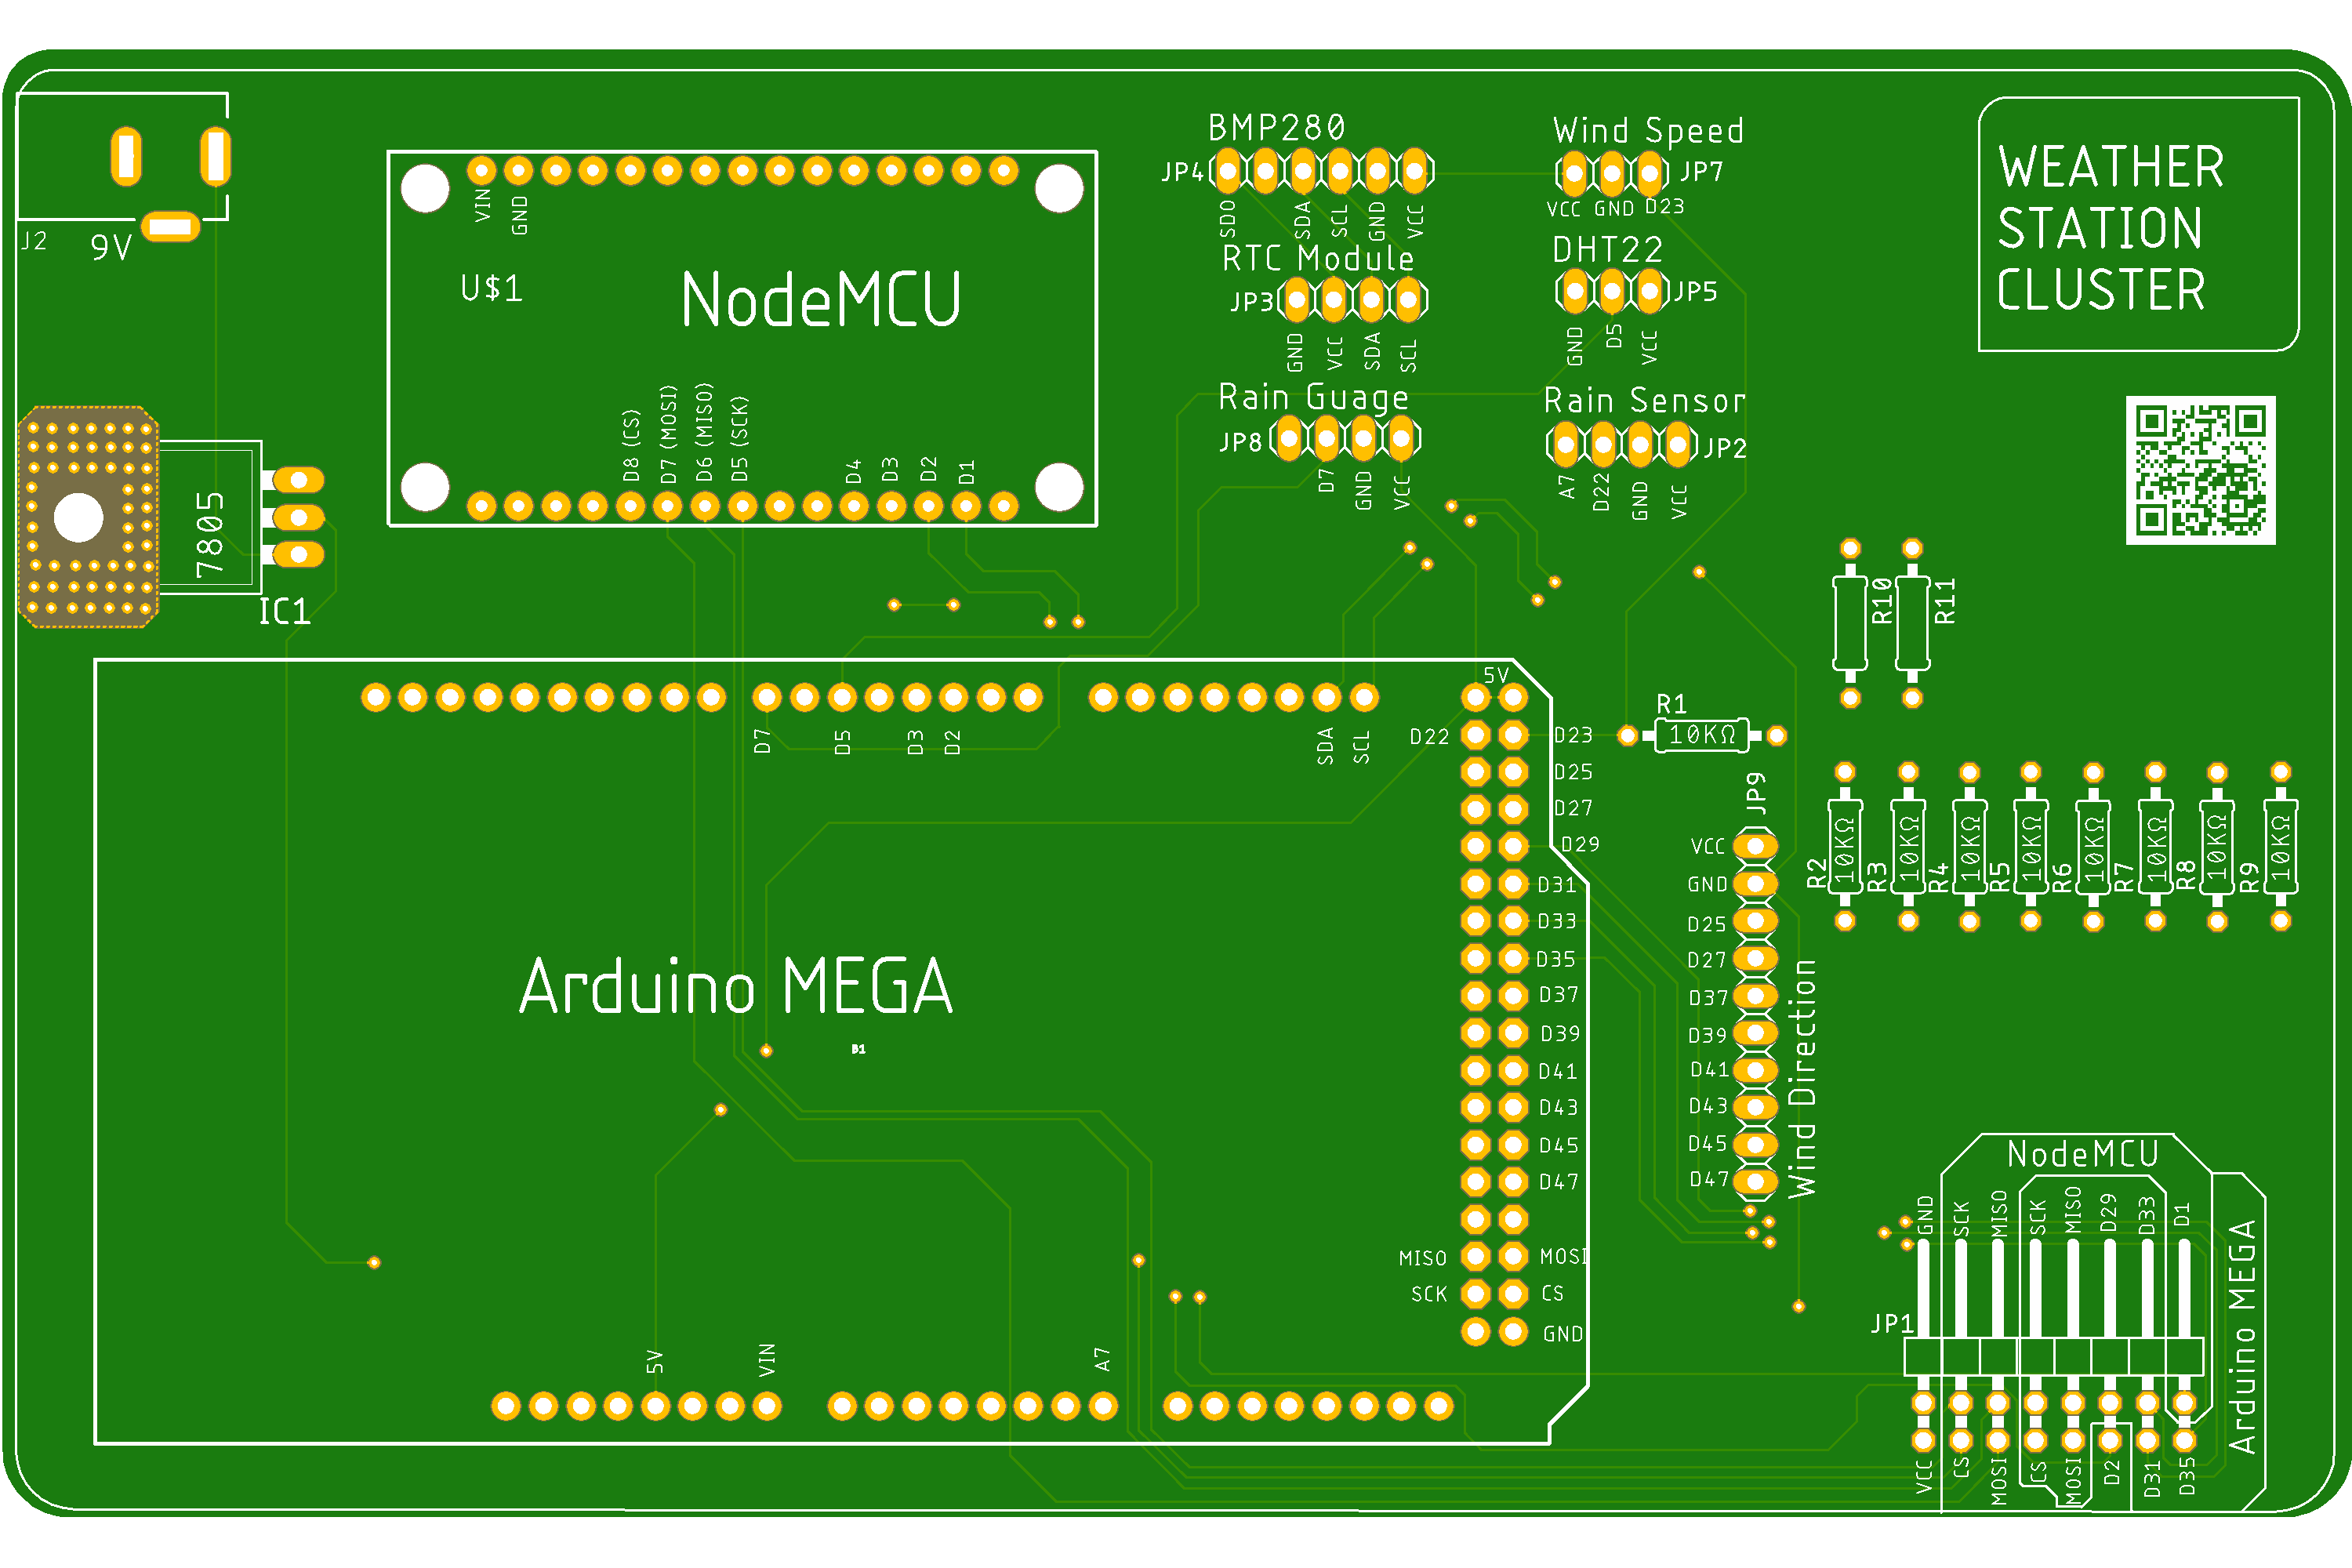 BMP280
JP4
SDO SDA SCL GND VCC
Wind Speed
JP7
VCC GND D23
WEATHER
STATION
CLUSTER
J2 9V
VIN GND
U$1
NodeMCU
D8 (CS) D7 (MOSI) D6 (MISO) D5 (SCK) D4 D3 D2 D1
RTC Module
JP3
GND VCC SDA SCL
DHT22
JP5
GND D5 VCC
Rain Guage
JP8
D7 GND VCC
Rain Sensor
JP2
A7 D22 GND VCC
7805
IC1
R10 R11
5V
D7 D5 D3 D2 SDA SCL
D22 D23
D25
D27
D29
D31
D33
D35
D37
D39
D41
D43
D45
D47
MISO MOSI
SCK CS
GND
R1
10KΩ
JP9
VCC
GND
D25
D27
D37
D39
D41
D43
D45
D47
Wind Direction
R2 10KΩ
R3 10KΩ
R4 10KΩ
R5 10KΩ
R6 10KΩ
R7 10KΩ
R8 10KΩ
R9 10KΩ
Arduino MEGA
B1
5V VIN A7
NodeMCU
GND SCK MISO SCK MISO D29 D33 D1
JP1
VCC CS MOSI CS MOSI D2 D31 D35
Arduino MEGA